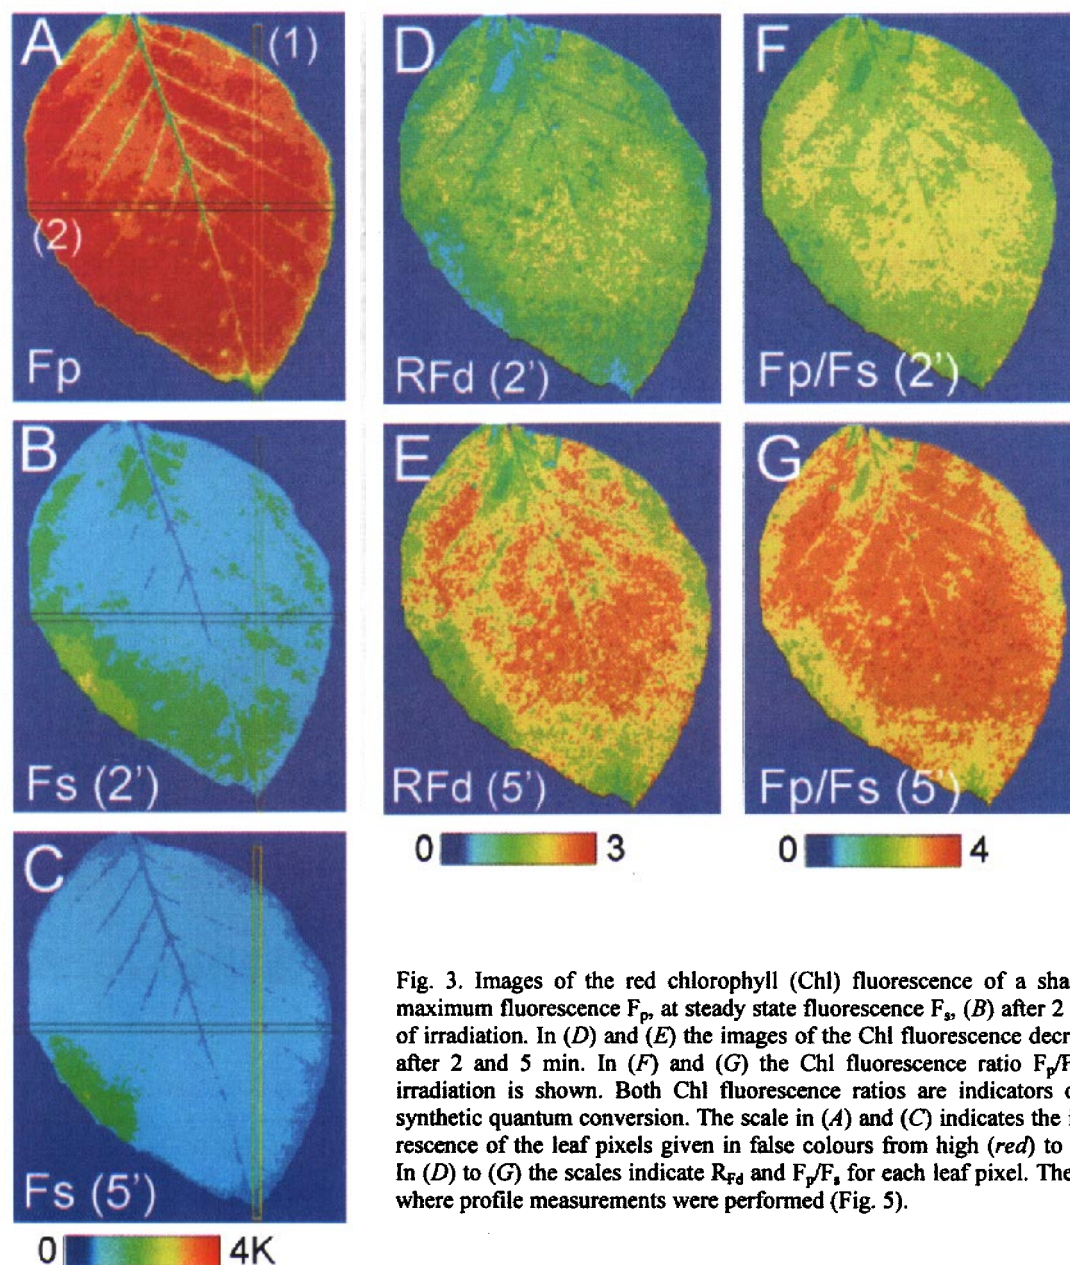 A
(1)
(2)
Fp
B
Fs (2')
C
Fs (5')
0 4K
D
RFd (2')
E
RFd (5')
0 3
F
Fp/Fs (2')
G
Fp/Fs (5')
0 4
Fig. 3. Images of the red chlorophyll (Chl) fluorescence of a sha
maximum fluorescence Fp, at steady state fluorescence Fs, (B) after 2
of irradiation. In (D) and (E) the images of the Chl fluorescence decr
after 2 and 5 min. In (F) and (G) the Chl fluorescence ratio Fp/F
irradiation is shown. Both Chl fluorescence ratios are indicators o
synthetic quantum conversion. The scale in (A) and (C) indicates the i
rescence of the leaf pixels given in false colours from high (red) to
In (D) to (G) the scales indicate RFd and Fp/Fs for each leaf pixel. The
where profile measurements were performed (Fig. 5).